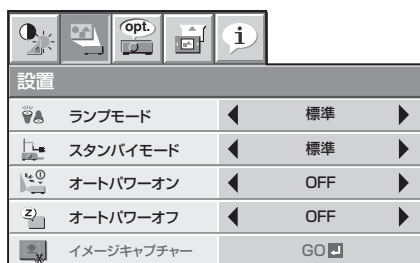 opt.
i
設置
ランプモード 標準
スタンバイモード 標準
オートパワーオン OFF
z) オートパワーオフ OFF
イメージキャプチャー GO